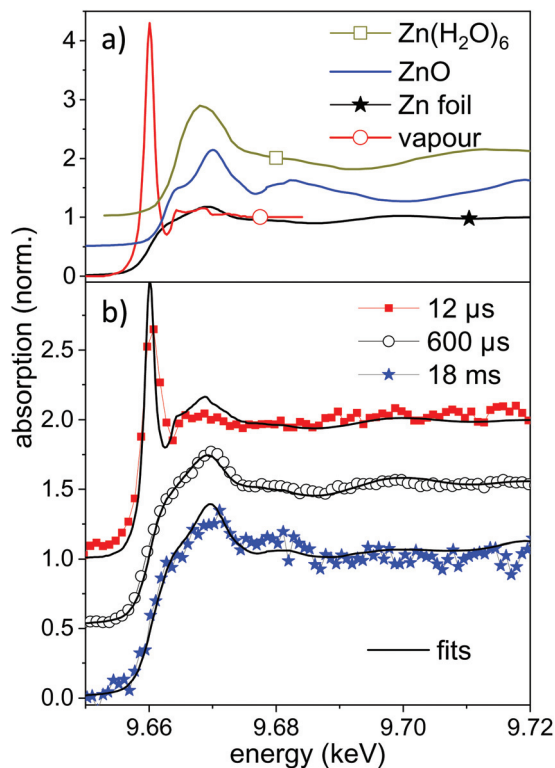 a)
Zn(H₂O)₆
ZnO
Zn foil
vapour
4
3
2
1
0
b)
12 µs
600 µs
18 ms
2.5
2.0
1.5
1.0
0.5
0.0
fits
absorption (norm.)
9.66 9.68 9.70 9.72
energy (keV)